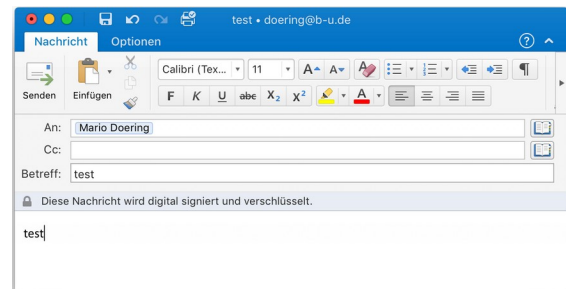 test • doering@b-u.de
Nachricht Optionen ?
Senden Einfügen Calibri (Tex... 11 A A A
F K U abc X₂ X² A
An: Mario Doering
Cc:
Betreff: test
Diese Nachricht wird digital signiert und verschlüsselt.
test